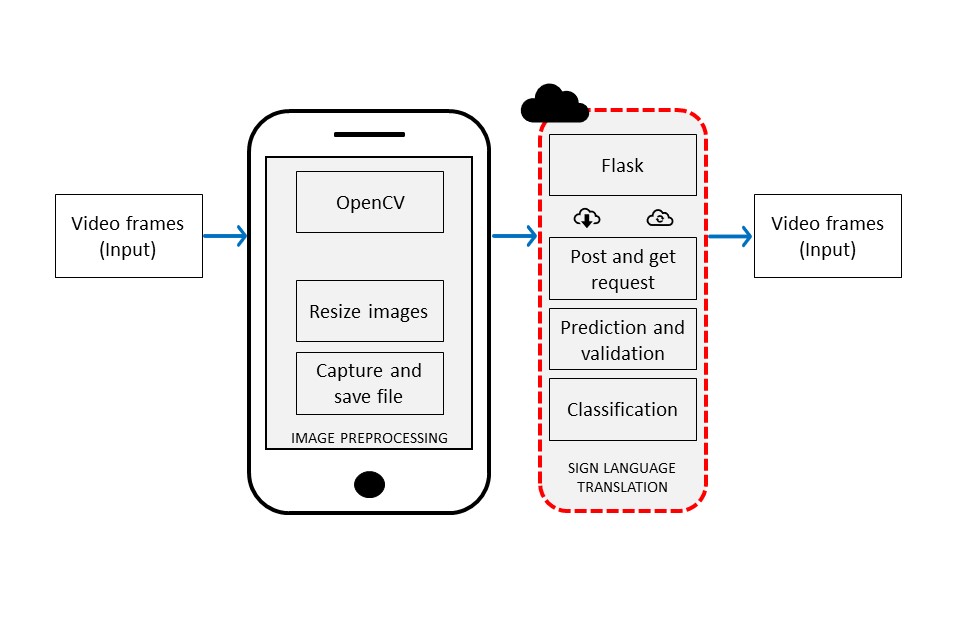 Video frames
(Input)
OpenCV
Resize images
Capture and
save file
IMAGE PREPROCESSING
Flask
Post and get
request
Prediction and
validation
Classification
SIGN LANGUAGE
TRANSLATION
Video frames
(Input)